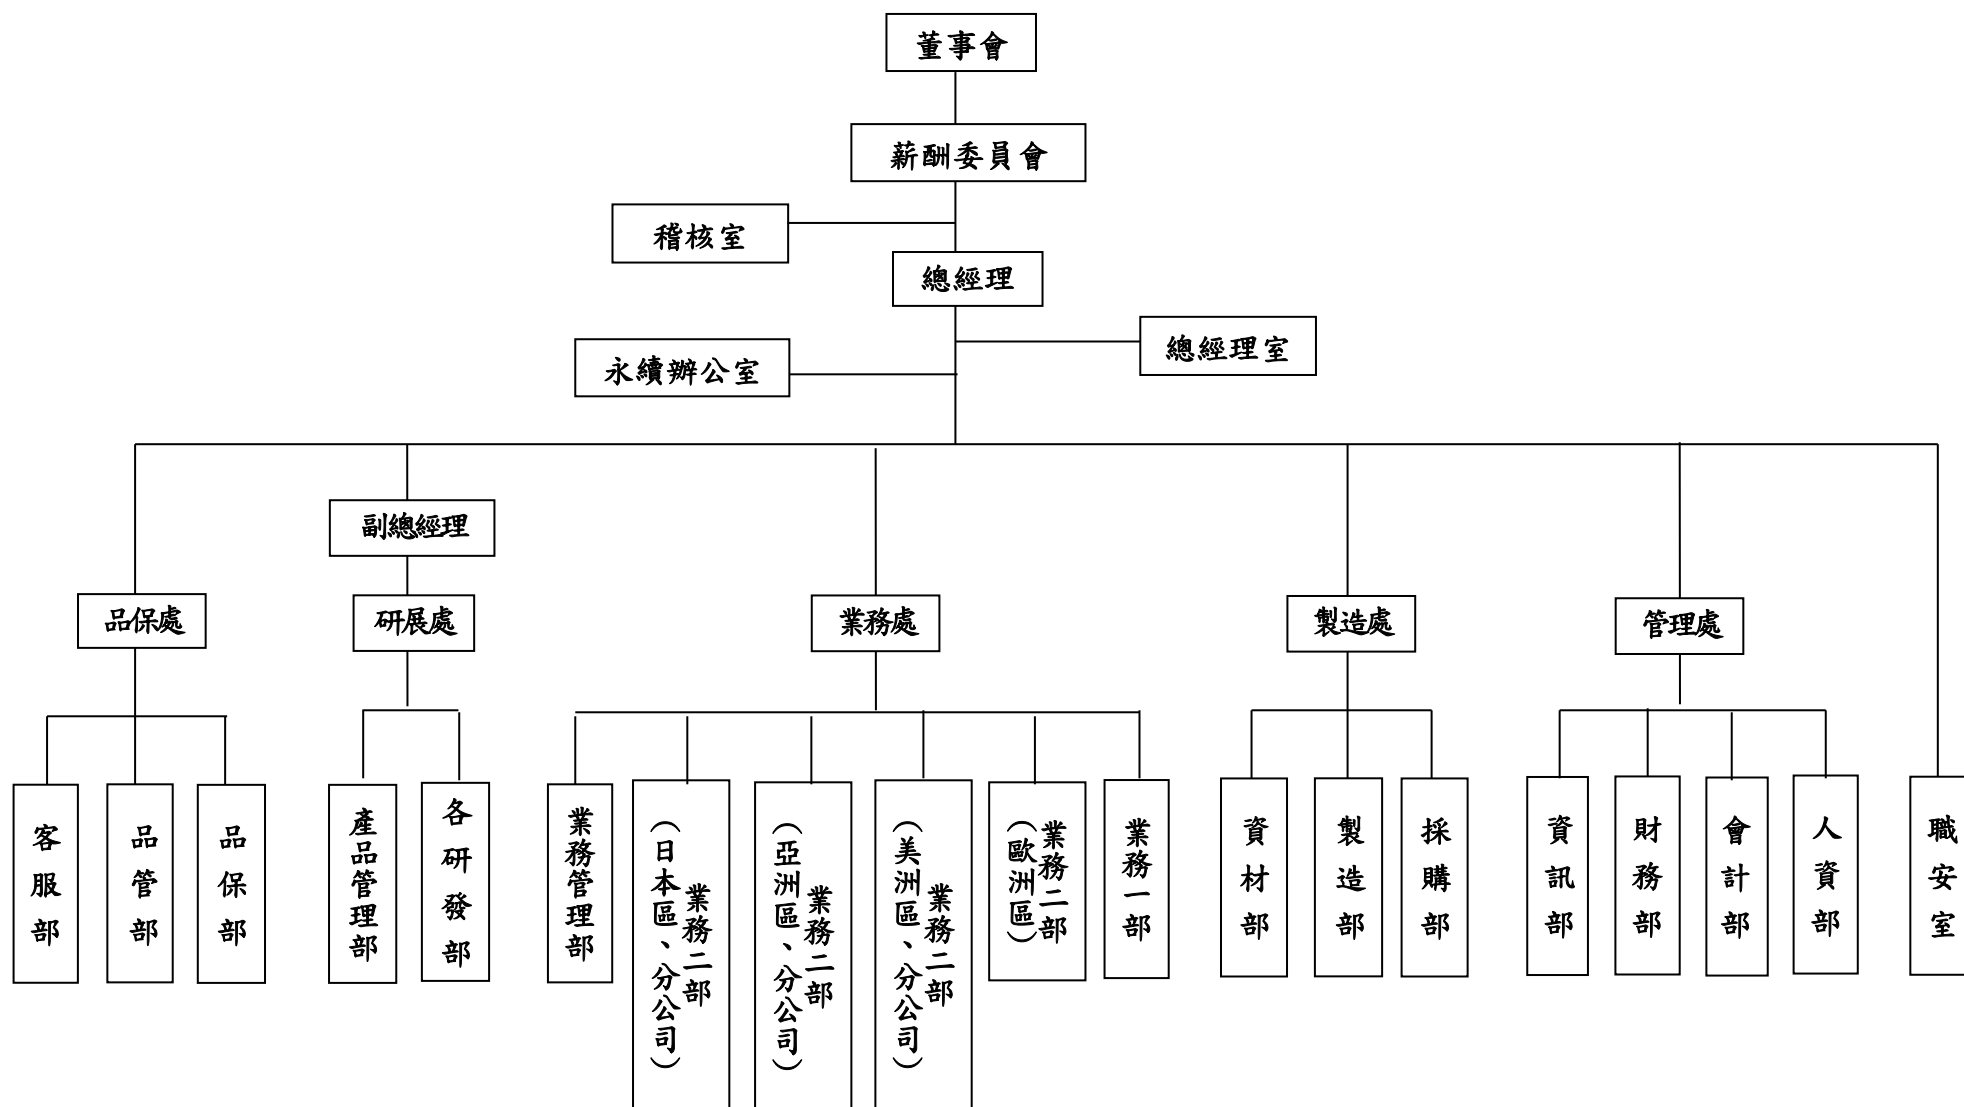 董事會
薪酬委員會
稽核室
總經理
總經理室
永續辦公室
副總經理
品保處
研展處
業務處
製造處
管理處
客服部
品管部
品保部
產品管理部
各研發部
業務管理部
業務二部
（日本區、分公司）
業務二部
（亞洲區、分公司）
業務二部
（美洲區、分公司）
業務二部
（歐洲區）
業務一部
資材部
製造部
採購部
資訊部
財務部
會計部
人資部
職安室